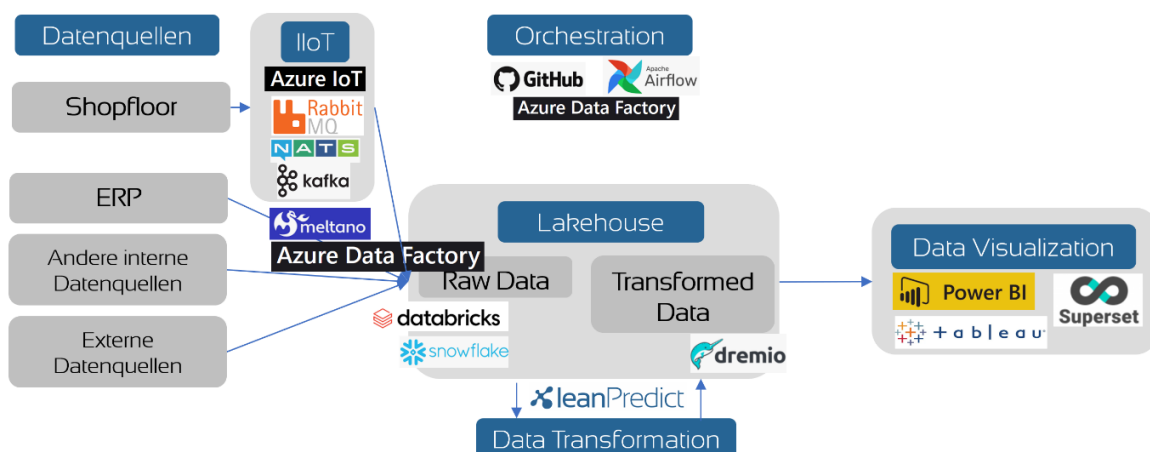 Datenquellen
IIoT
Orchestration
Azure IoT
GitHub
Apache
Airflow
Shopfloor
Rabbit
MQ
Azure Data Factory
NATS
kafka
ERP
meltano
Lakehouse
Andere interne
Datenquellen
Azure Data Factory
Data Visualization
Raw Data
Transformed
Data
Power BI
Superset
databricks
+ableau
Externe
Datenquellen
snowflake
dremio
leanPredict
Data Transformation